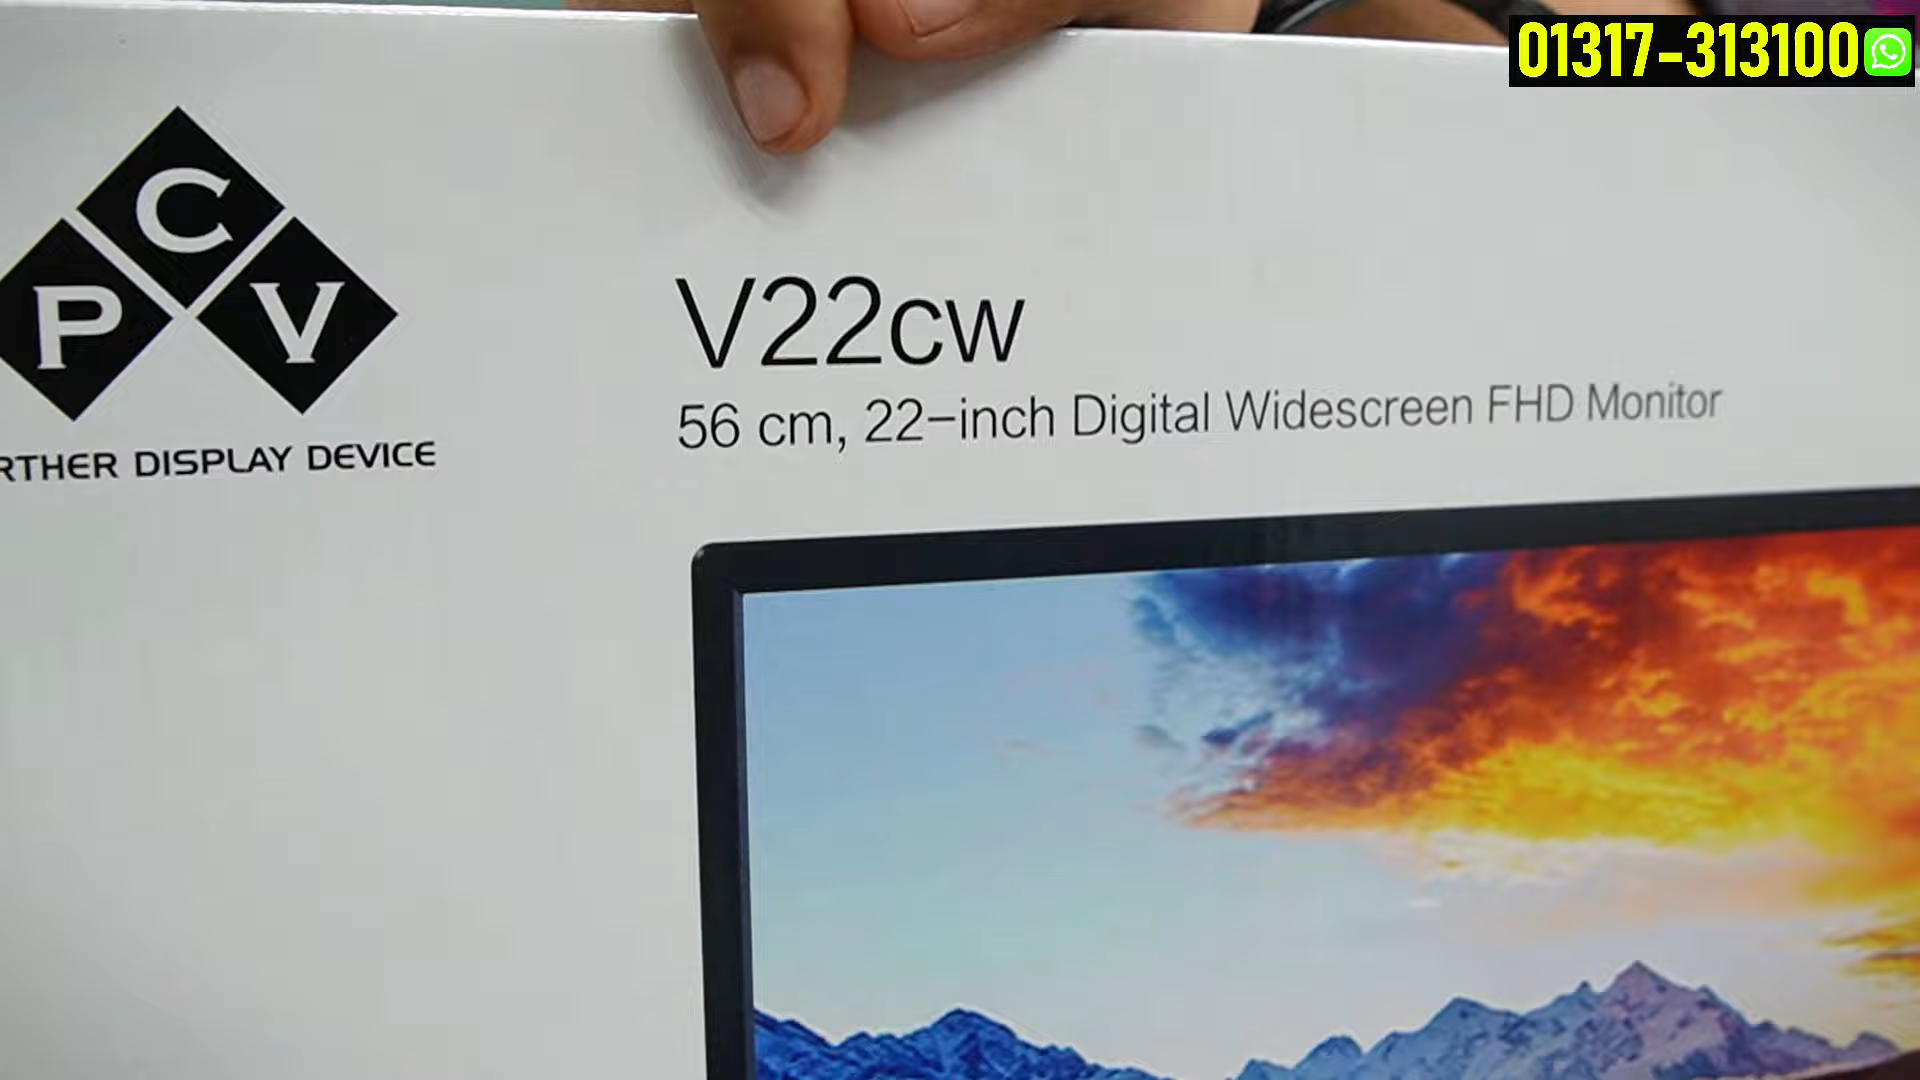 01317-313100
C
P V
RTHER DISPLAY DEVICE
V22cw
56 cm, 22-inch Digital Widescreen FHD Monitor